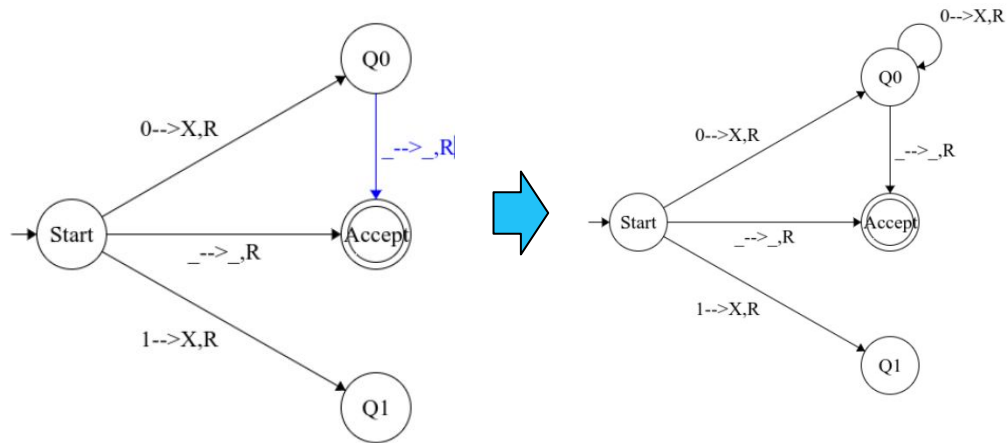 Q0
0-->X,R
_-->_,R
Start
Accept
_-->_,R
1-->X,R
Q1
0-->X,R
Q0
0-->X,R
_-->_,R
Start
Accept
_-->_,R
1-->X,R
Q1